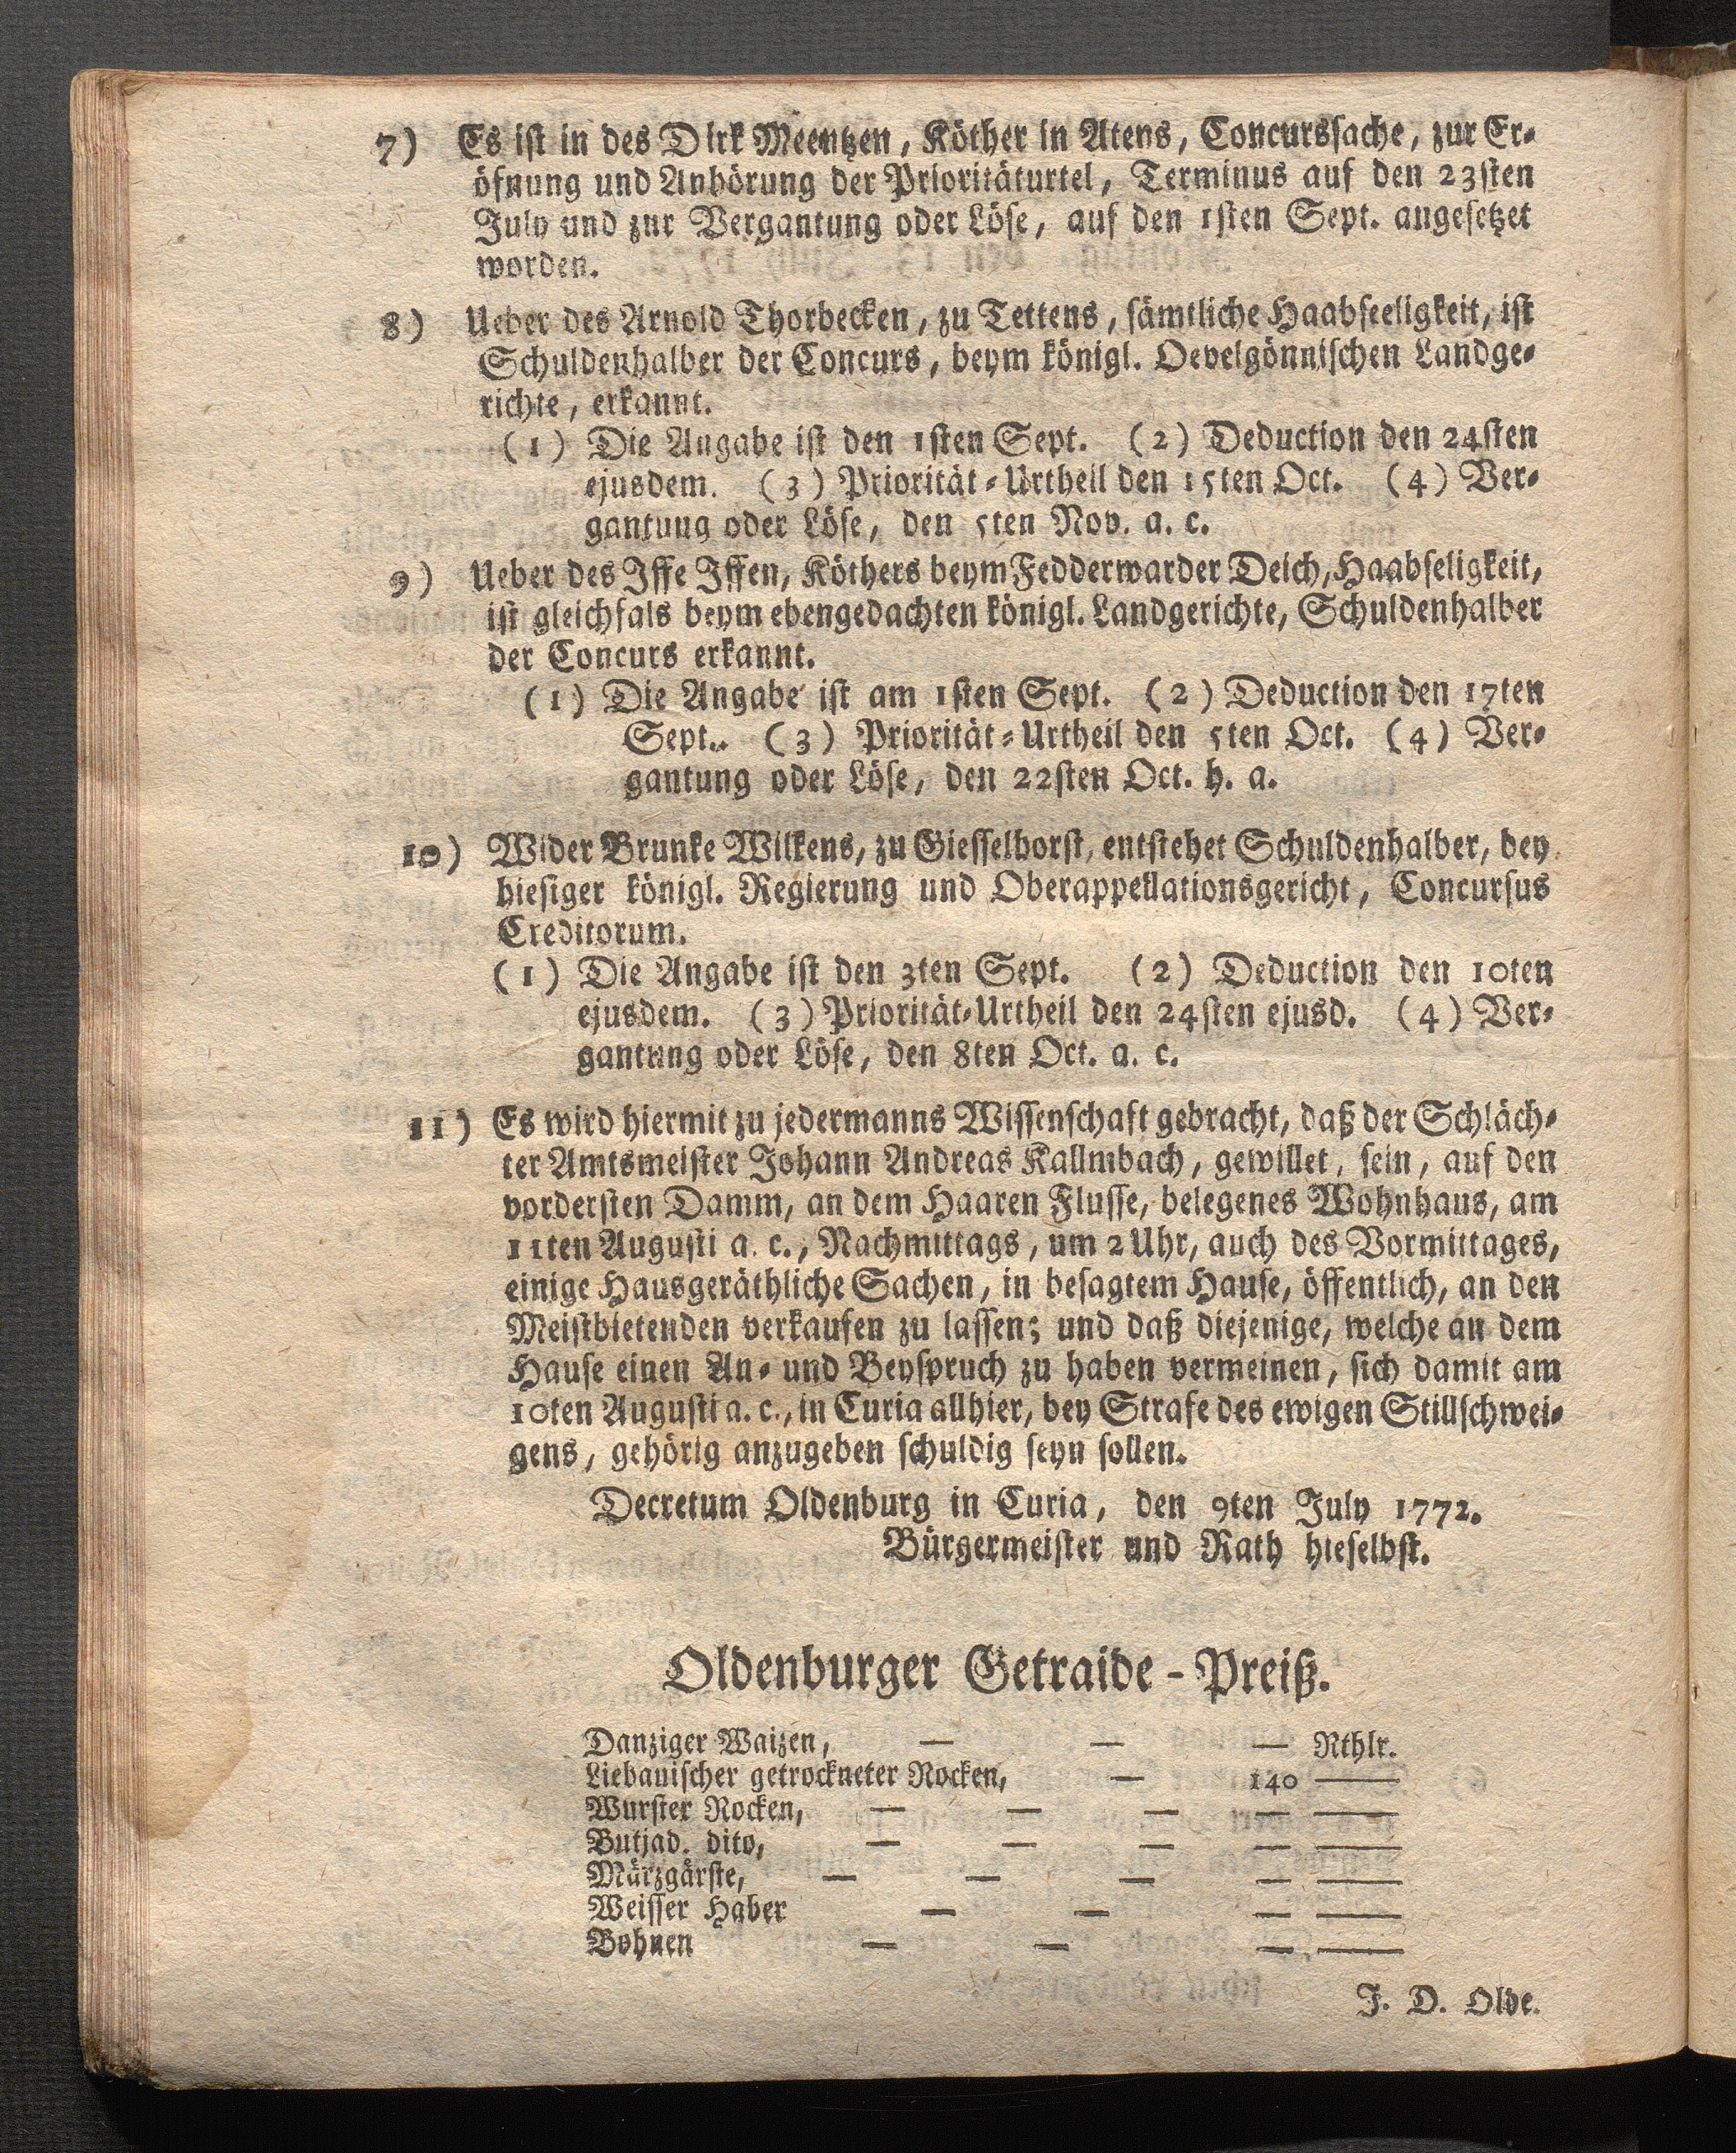 7) Es ist in des Dirk Meentzen, Köther in Atens, Concurssache, zur Er-
öfnung und Anhörung der Prioritäturtel, Terminus auf den 23sten
July und zur Vergantung oder Löse, auf den 1sten Sept. angesetzet
worden.
8) Ueber des Arnold Thorbecken, zu Tettens, sämtliche Haabseeligkeit, ist
Schuldenhalber der Concurs, beym königl. Oevelgönnischen Landge-
richte, erkannt.
(1) Die Angabe ist den 1sten Sept. (2) Deduction den 24sten
ejusdem. (3) Priorität-Urtheil den 15ten Oct. (4) Ver-
gantung oder Löse, den 5ten Nov. a. c.
9) Ueber des Iffe Iffen, Köthers beym Fedderwarder Deich, Haabseligkeit,
ist gleichfals beym ebengedachten königl. Landgerichte, Schuldenhalber
der Concurs erkannt.
(1) Die Angabe ist am 1sten Sept. (2) Deduction den 17ten
Sept.. (3) Priorität-Urtheil den 5ten Oct. (4) Ver-
gantung oder Löse, den 22sten Oct. h. a.
10) Wider Brunke Wilkens, zu Giesselhorst, entstehet Schuldenhalber, bey
hiesiger königl. Regierung und Oberappellationsgericht, Concursus
Creditorum.
(1) Die Angabe ist den 3ten Sept. (2) Deduction den 10ten
ejusdem. (3) Priorität-Urtheil den 24sten ejusd. (4) Ver-
gantung oder Löse, den 8ten Oct. a. c.
11) Es wird hiermit zu jedermanns Wissenschaft gebracht, daß der Schläch-
ter Amtsmeister Johann Andreas Kallmbach, gewillet, sein, auf den
vordersten Damm, an dem Haaren Flusse, belegenes Wohnhaus, am
11ten Augusti a. c., Nachmittags, um 2 Uhr, auch des Vormittages,
einige Hausgeräthliche Sachen, in besagtem Hause, öffentlich, an den
Meistbietenden verkaufen zu lassen; und daß diejenige, welche an dem
Hause einen An- und Beyspruch zu haben vermeinen, sich damit am
10ten Augusti a. c., in Curia allhier, bey Strafe des ewigen Stillschwei-
gens, gehörig anzugeben schuldig seyn sollen.
Decretum Oldenburg in Curia, den 9ten July 1772.
Bürgermeister und Rath hieselbst.
Oldenburger Getraide-Preiß.
Danziger Waizen, — — — Rthlr.
Liebauischer getrockneter Rocken, — 140 —
Wurster Rocken, — — — — —
Butjad. dito, — — — — —
Märzgärste, — — — — —
Weisser Haber — — — —
Bohnen — — — —
J. D. Olde.